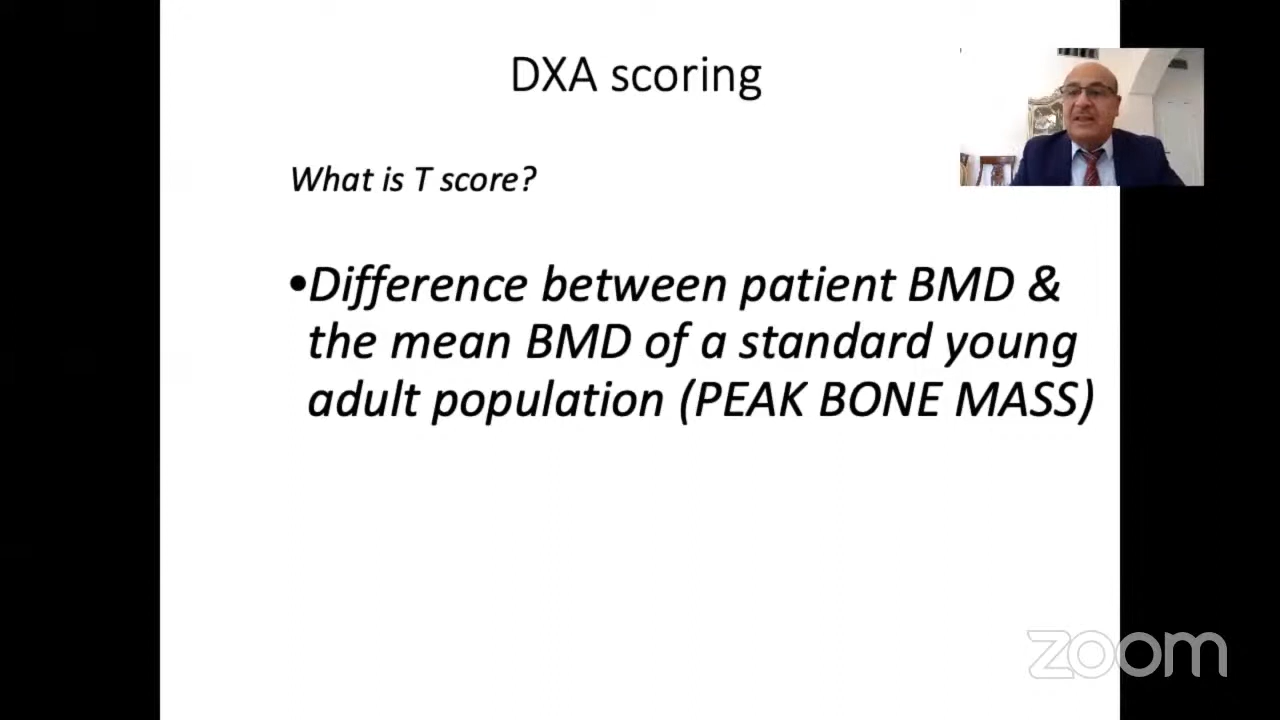 DXA scoring
What is T score?
•Difference between patient BMD &
the mean BMD of a standard young
adult population (PEAK BONE MASS)
zoom